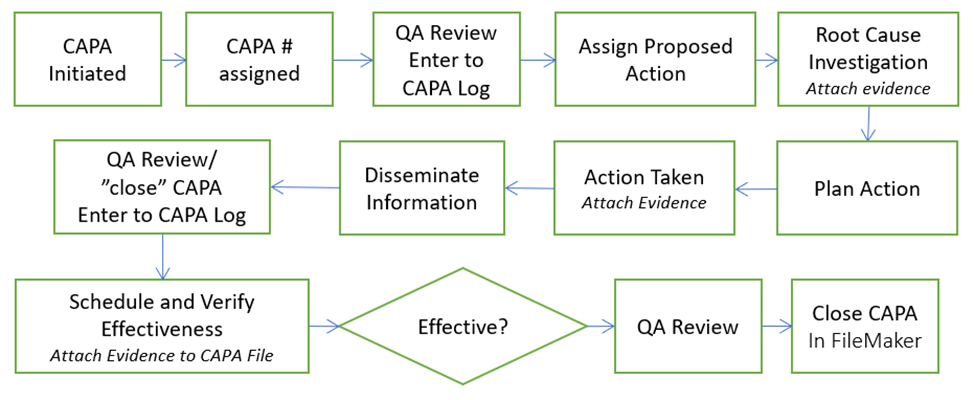 CAPA
Initiated
CAPA #
assigned
QA Review
Enter to
CAPA Log
Assign Proposed
Action
Root Cause
Investigation
Attach evidence
Plan Action
Action Taken
Attach Evidence
Disseminate
Information
QA Review/
”close” CAPA
Enter to CAPA Log
Schedule and Verify
Effectiveness
Attach Evidence to CAPA File
Effective?
QA Review
Close CAPA
In FileMaker